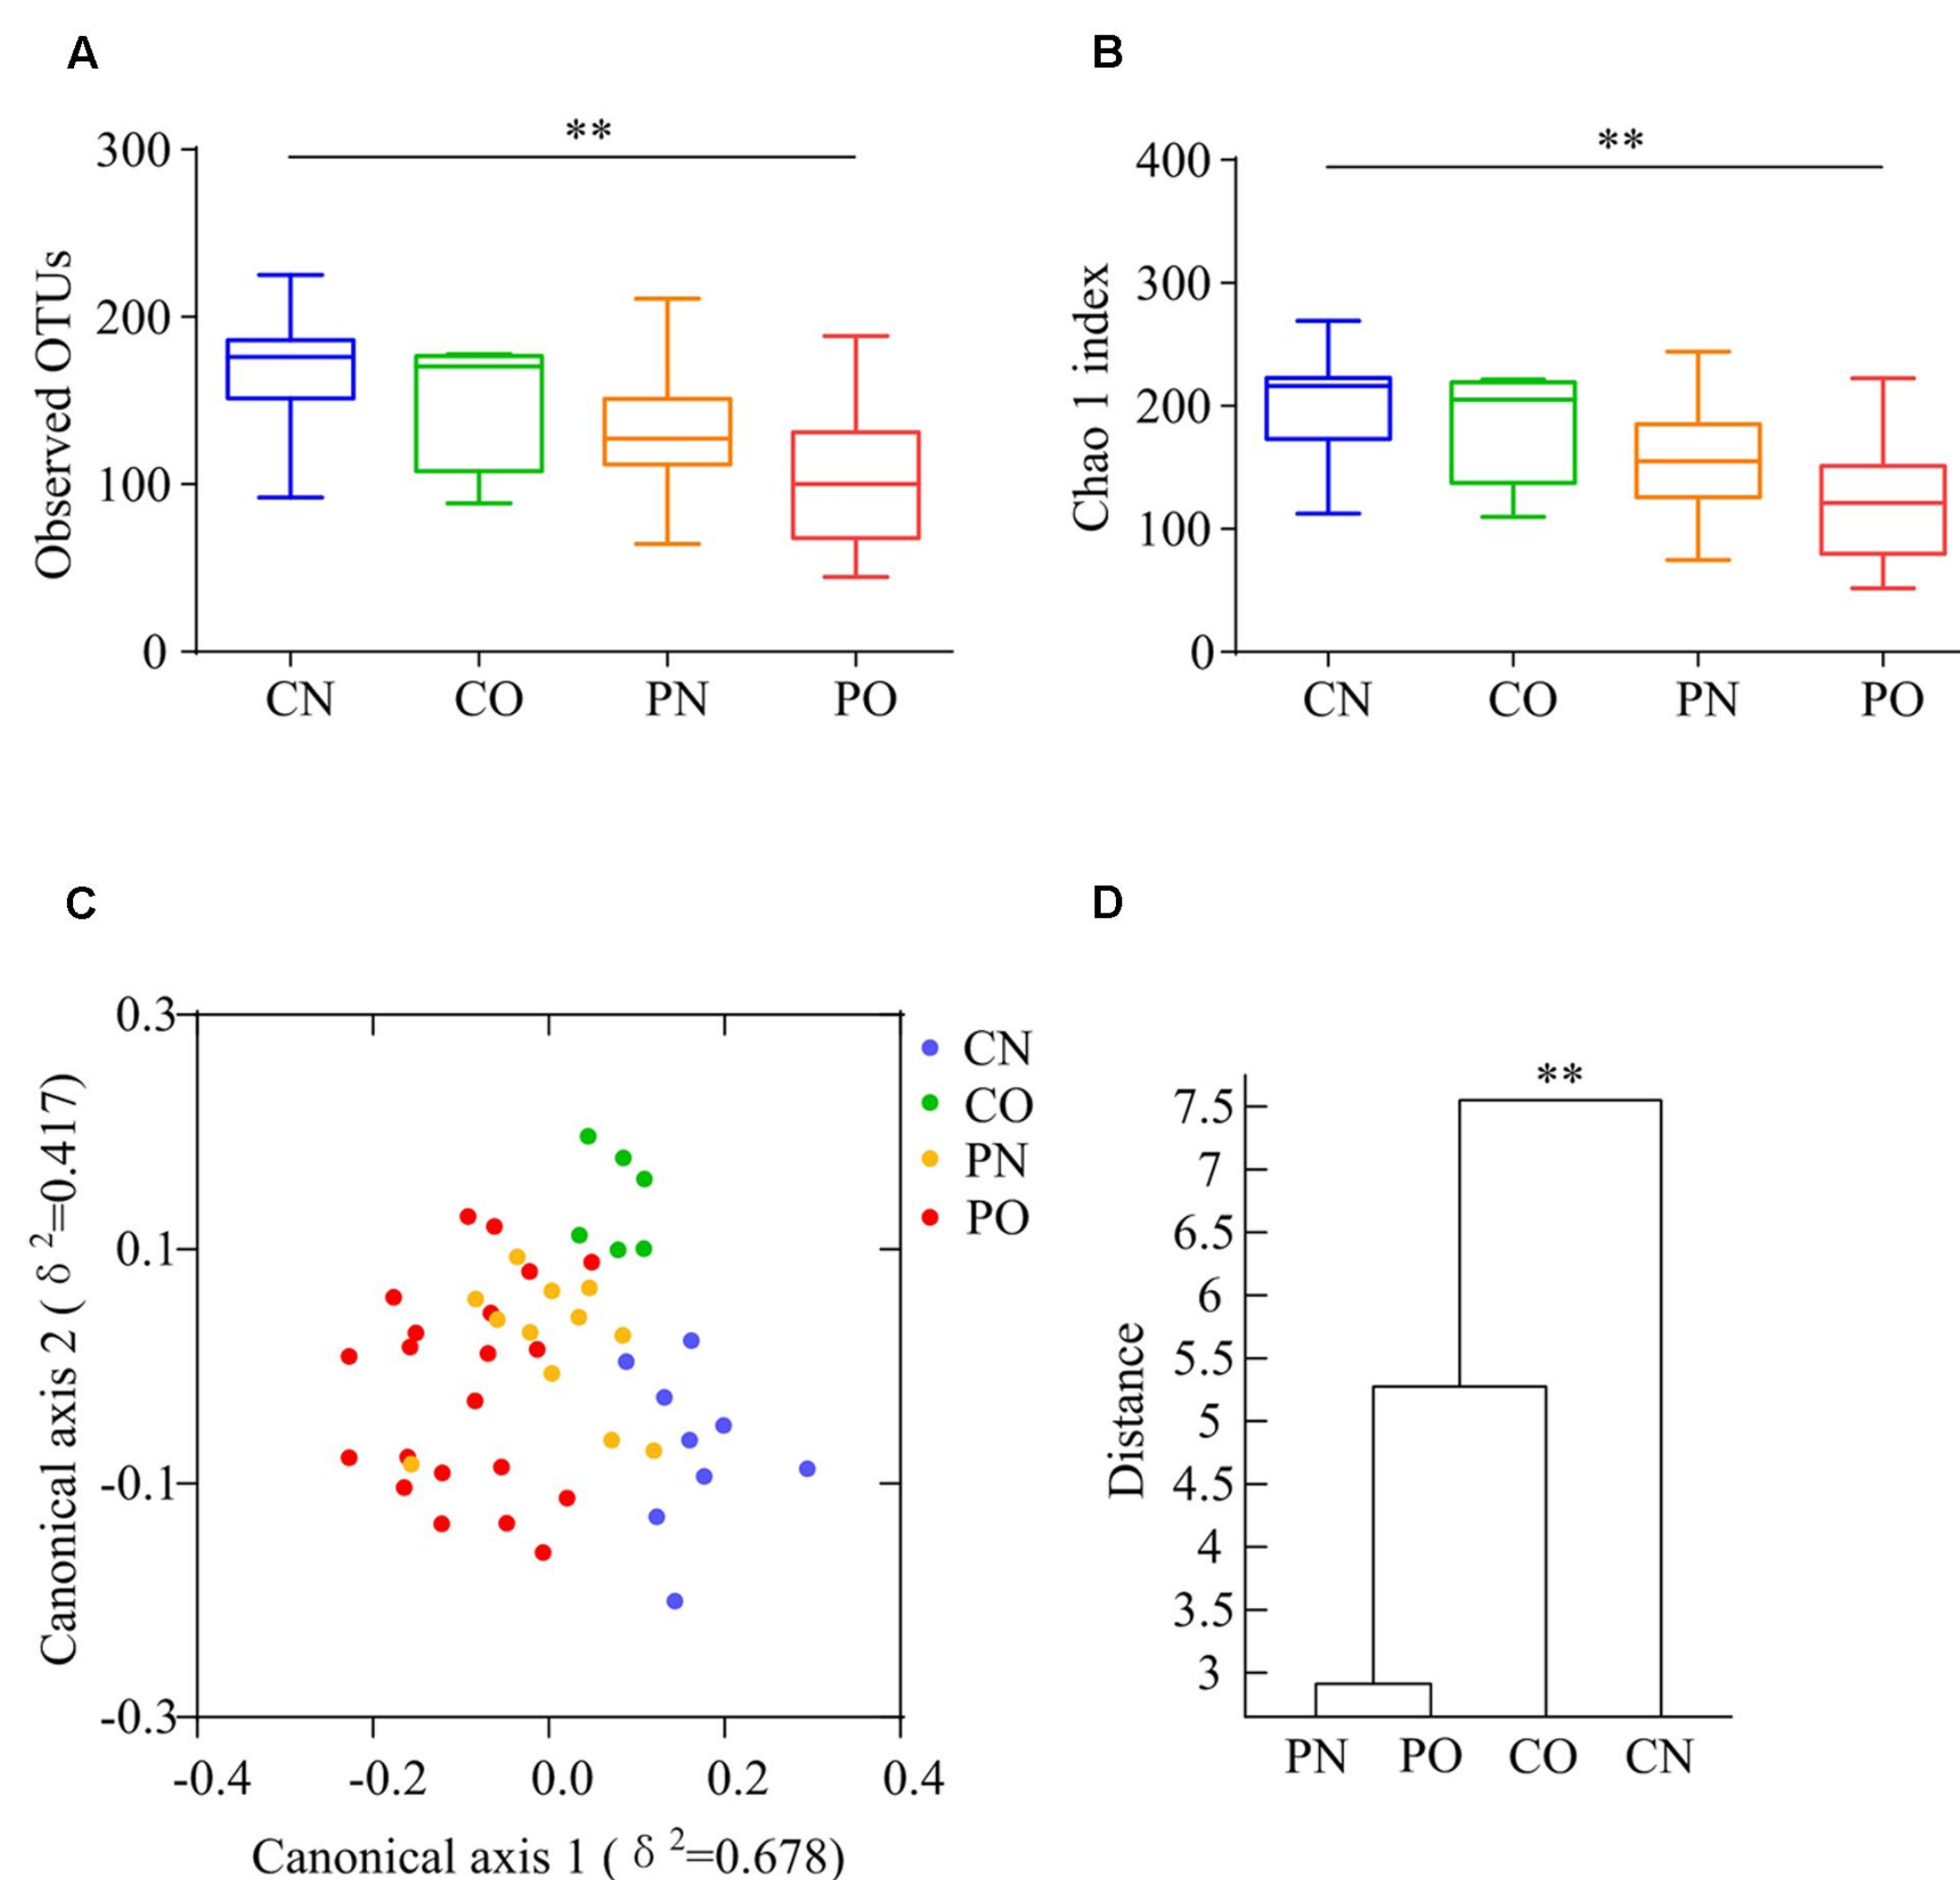 A
**
300
200
100
0
Observed OTUs
CN CO PN PO
B
**
400
300
200
100
0
Chao 1 index
CN CO PN PO
C
0.3
0.1
-0.1
-0.3
Canonical axis 2 ( δ ²=0.417)
-0.4 -0.2 0.0 0.2 0.4
Canonical axis 1 ( δ ²=0.678)
CN
CO
PN
PO
D
**
7.5
7
6.5
6
5.5
5
4.5
4
3.5
3
Distance
PN PO CO CN